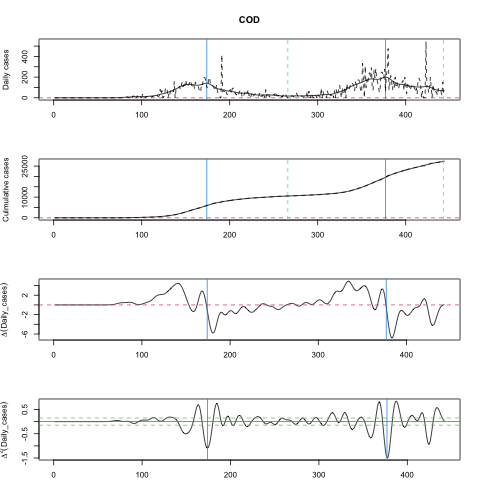 COD
Daily cases
0 200 400
0 100 200 300 400
Culmulative cases
0 10000 25000
0 100 200 300 400
Δ(Daily_cases)
-6 -2 2
0 100 200 300 400
Δ²(Daily_cases)
-1.5 -0.5 0.5
0 100 200 300 400